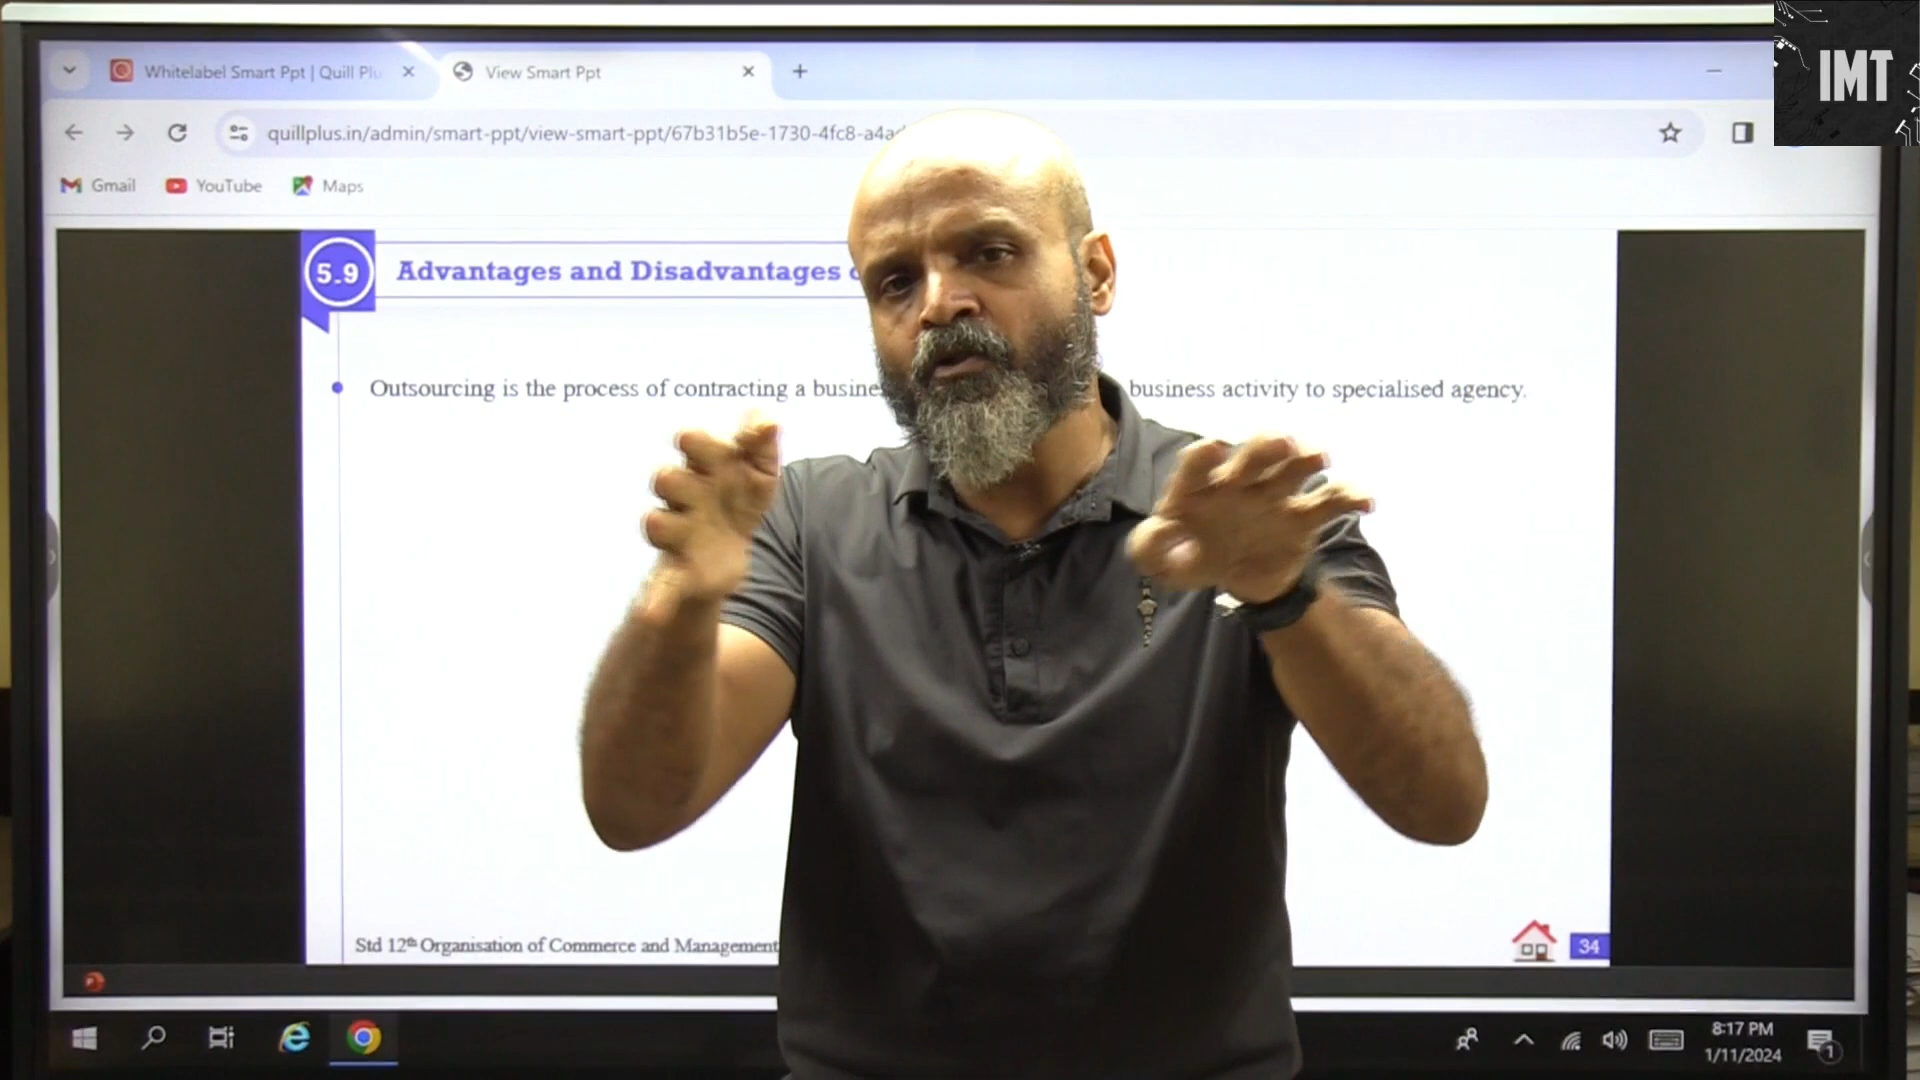 IMT
Whitelabel Smart Ppt | Quill Plu
View Smart Ppt
quillplus.in/admin/smart-ppt/view-smart-ppt/67b31b5e-1730-4fc8-a4a
Gmail YouTube Maps
5.9 Advantages and Disadvantages
Outsourcing is the process of contracting a busine business activity to specialised agency.
Std 12th Organisation of Commerce and Management
34
8:17 PM
1/11/2024
1